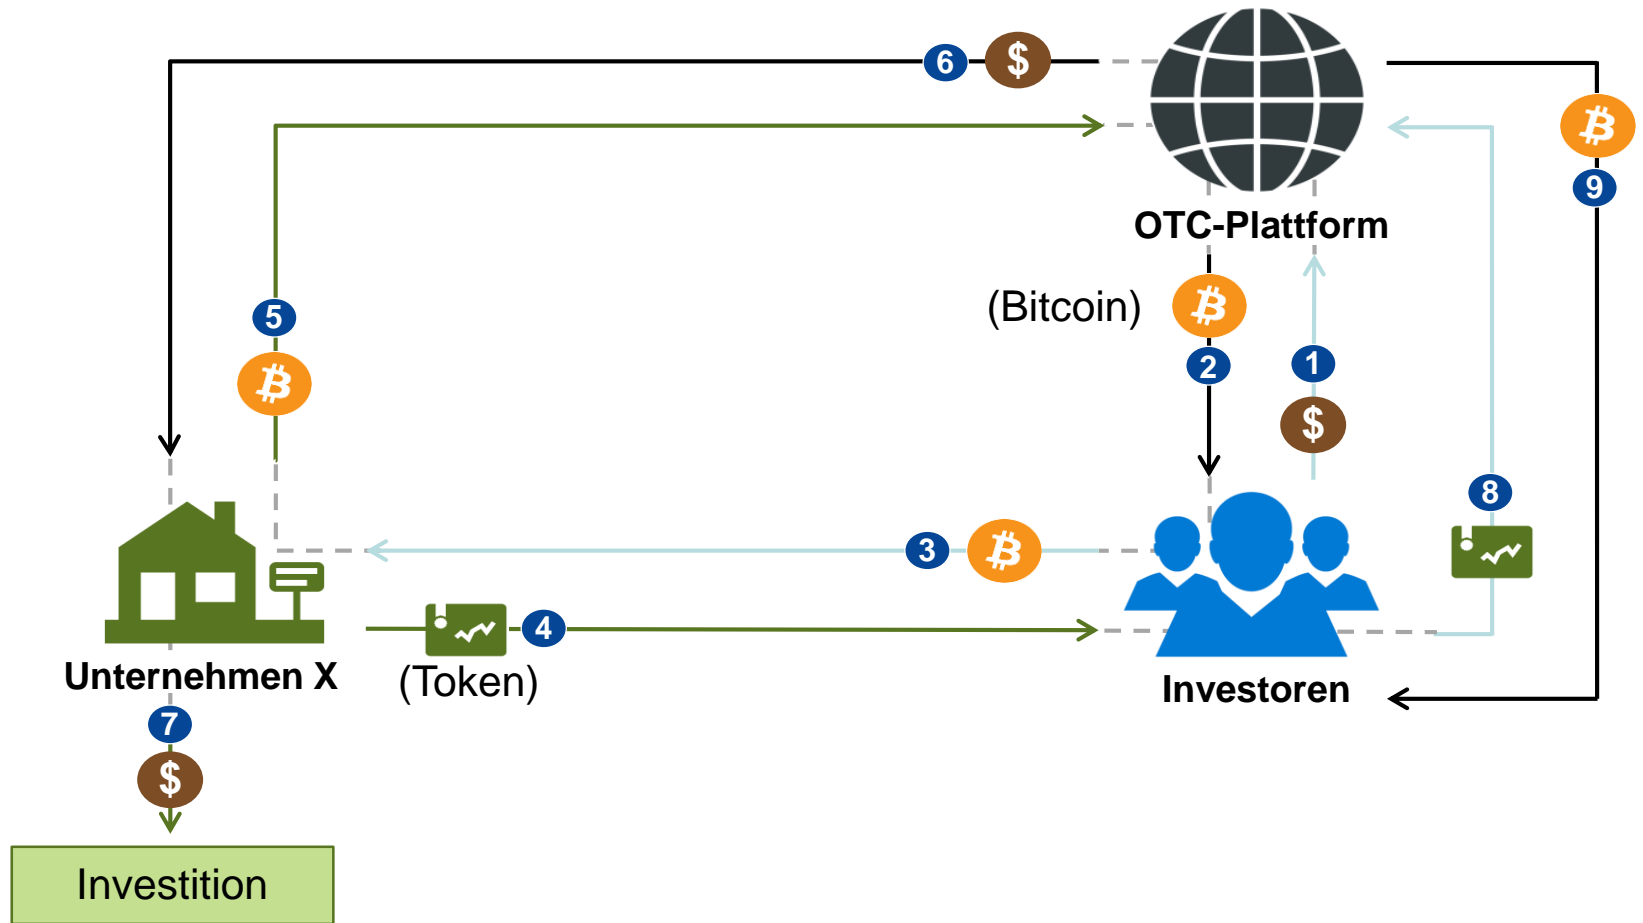 6 $
9
OTC-Plattform
(Bitcoin)
5
2 1
$
8
3
4
Unternehmen X
(Token)
Investoren
7
$
Investition